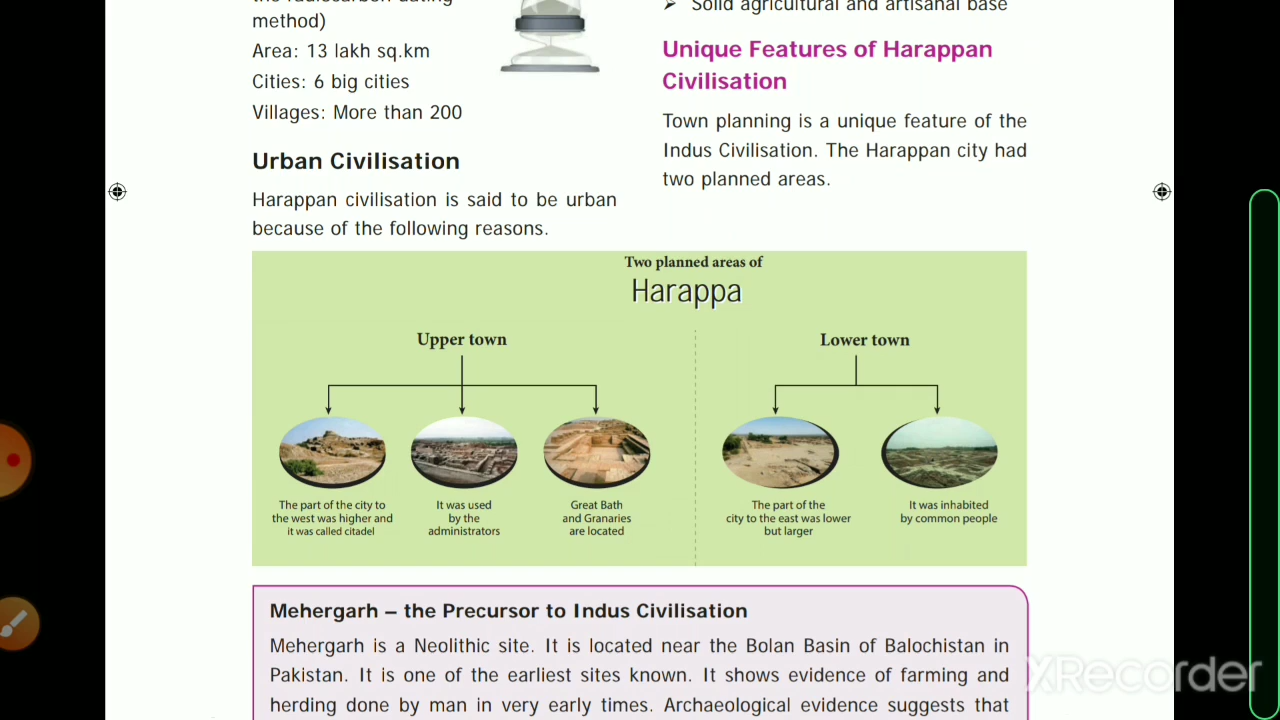 method)
Area: 13 lakh sq.km
Cities: 6 big cities
Villages: More than 200
Urban Civilisation
Harappan civilisation is said to be urban
because of the following reasons.
➤ Solid agricultural and artisanal base
Unique Features of Harappan
Civilisation
Town planning is a unique feature of the
Indus Civilisation. The Harappan city had
two planned areas.
Two planned areas of
Harappa
Upper town
The part of the city to
the west was higher and
it was called citadel
It was used
by the
administrators
Great Bath
and Granaries
are located
Lower town
The part of the
city to the east was lower
but larger
It was inhabited
by common people
Mehergarh – the Precursor to Indus Civilisation
Mehergarh is a Neolithic site. It is located near the Bolan Basin of Balochistan in
Pakistan. It is one of the earliest sites known. It shows evidence of farming and
herding done by man in very early times. Archaeological evidence suggests that
XRecorder